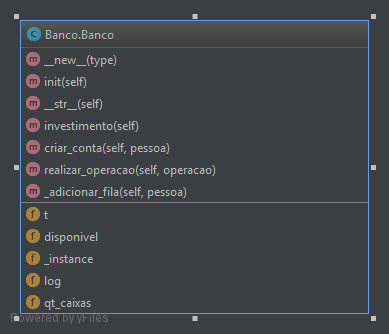 C Banco.Banco
m __new__(type)
m init(self)
m __str__(self)
m investimento(self)
m criar_conta(self, pessoa)
m realizar_operacao(self, operacao)
m _adicionar_fila(self, pessoa)
f t
f disponivel
f _instance
f log
f qt_caixas
Powered by yFiles